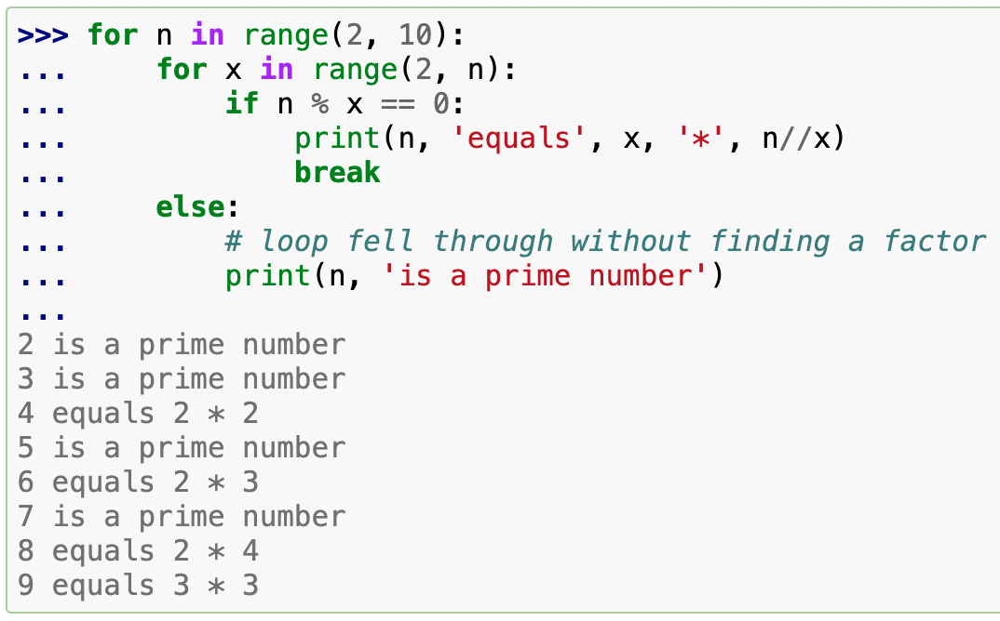 >>> for n in range(2, 10):
...     for x in range(2, n):
...         if n % x == 0:
...             print(n, 'equals', x, '*', n//x)
...             break
...     else:
...         # loop fell through without finding a factor
...         print(n, 'is a prime number')
...
2 is a prime number
3 is a prime number
4 equals 2 * 2
5 is a prime number
6 equals 2 * 3
7 is a prime number
8 equals 2 * 4
9 equals 3 * 3